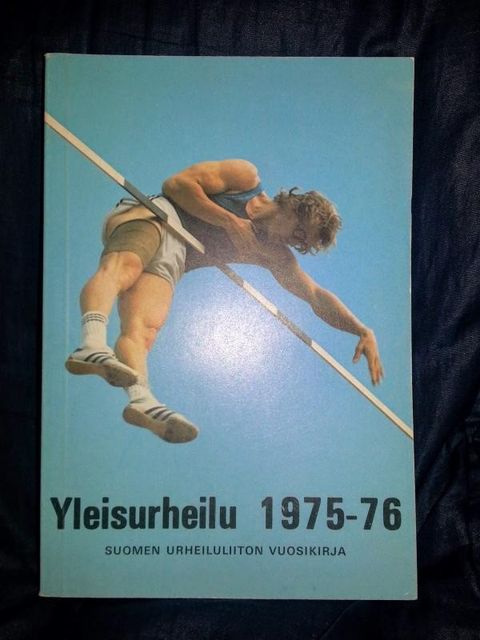 Yleisurheilu 1975-76
SUOMEN URHEILULIITON VUOSIKIRJA